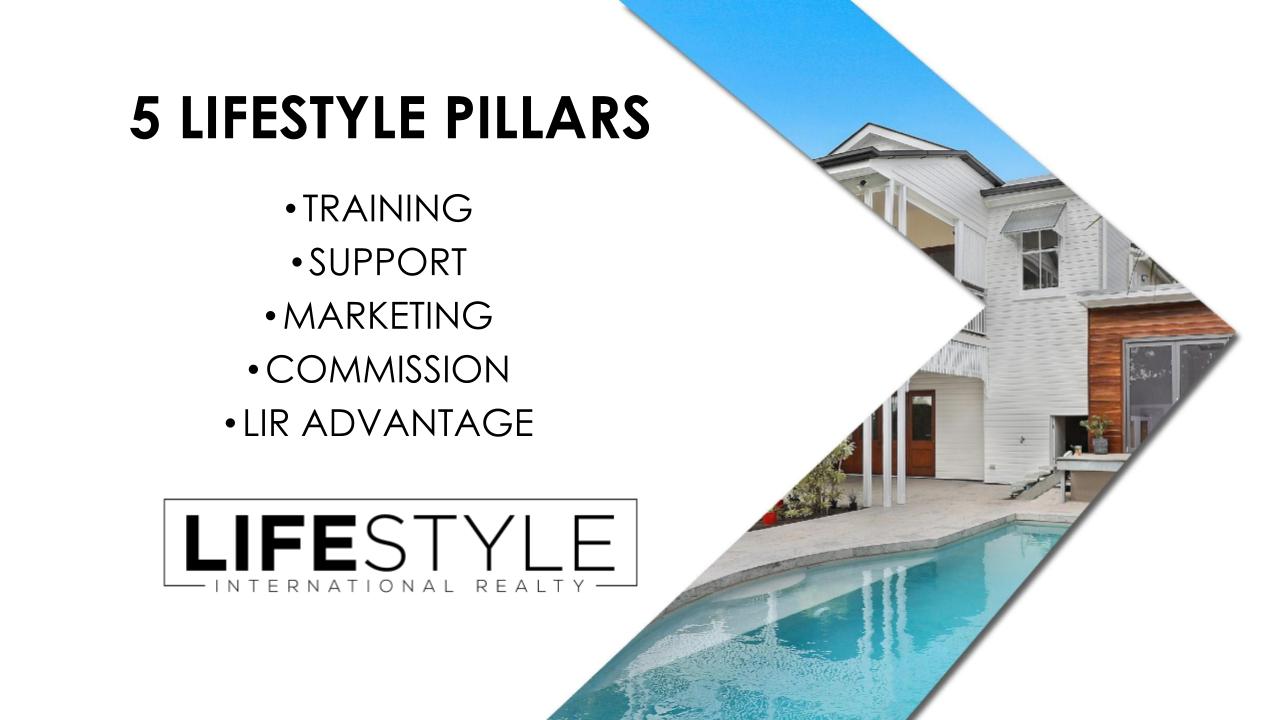 5 LIFESTYLE PILLARS
• TRAINING
• SUPPORT
• MARKETING
• COMMISSION
• LIR ADVANTAGE
LIFESTYLE
INTERNATIONAL REALTY